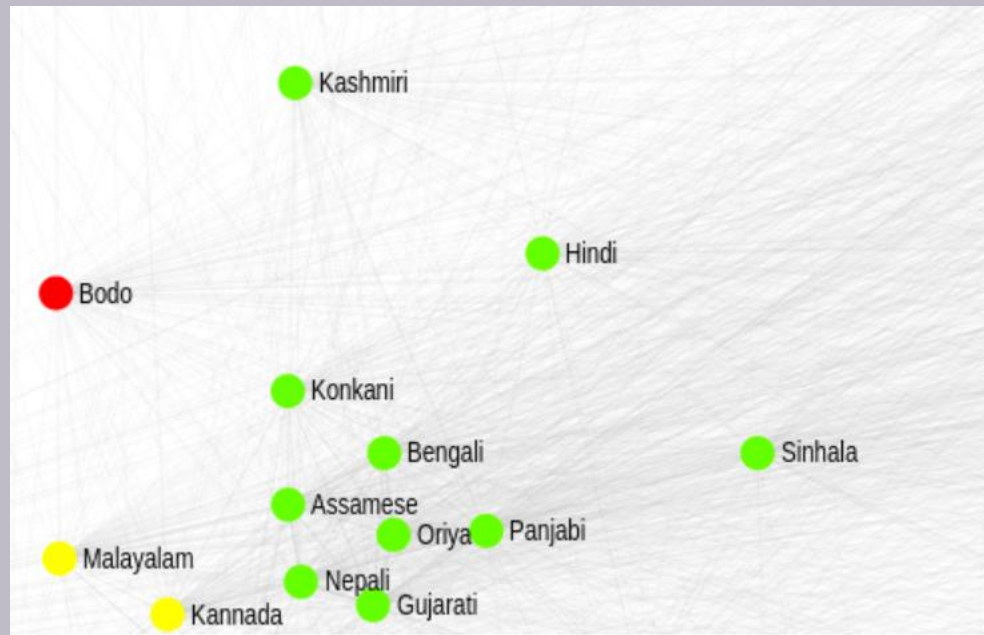 Kashmiri
Hindi
Bodo
Konkani
Bengali
Sinhala
Assamese
Oriya
Panjabi
Malayalam
Nepali
Gujarati
Kannada